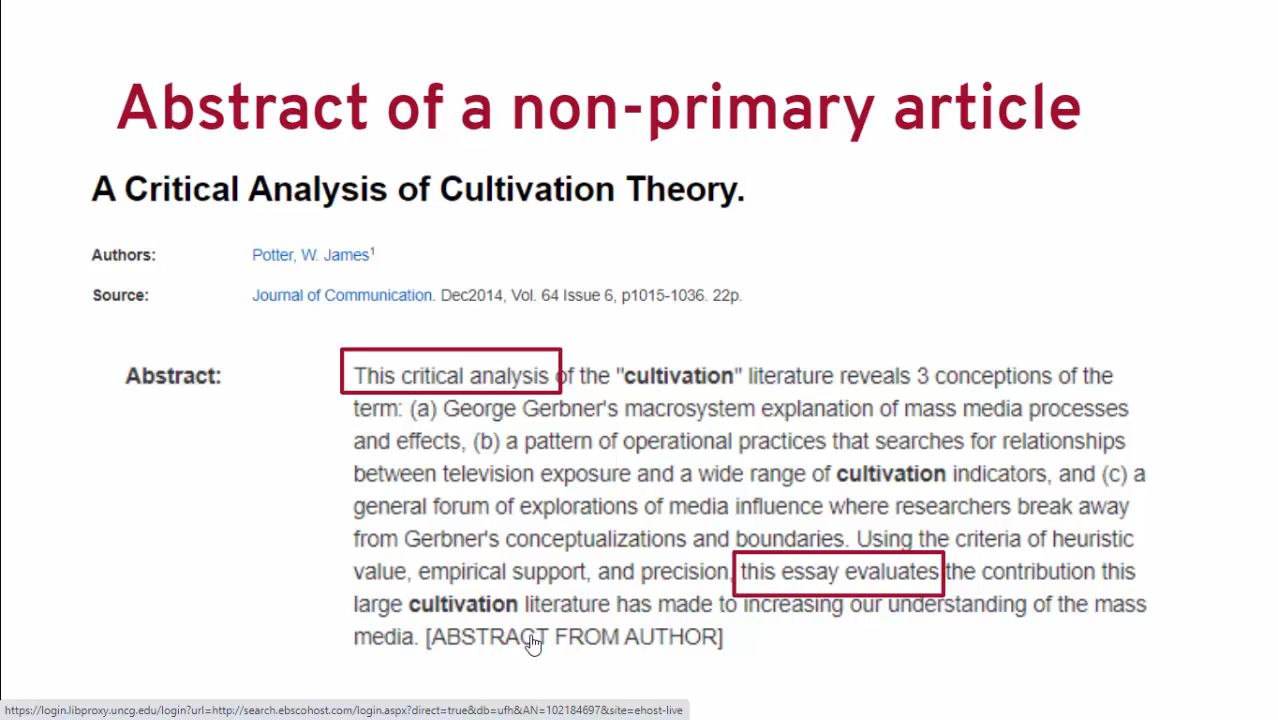 Abstract of a non-primary article
A Critical Analysis of Cultivation Theory.
Authors: Potter, W. James¹
Source: Journal of Communication. Dec2014, Vol. 64 Issue 6, p1015-1036. 22p.
Abstract: This critical analysis of the "cultivation" literature reveals 3 conceptions of the
term: (a) George Gerbner's macrosystem explanation of mass media processes
and effects, (b) a pattern of operational practices that searches for relationships
between television exposure and a wide range of cultivation indicators, and (c) a
general forum of explorations of media influence where researchers break away
from Gerbner's conceptualizations and boundaries. Using the criteria of heuristic
value, empirical support, and precision, this essay evaluates the contribution this
large cultivation literature has made to increasing our understanding of the mass
media. [ABSTRACT FROM AUTHOR]
https://login.libproxy.uncg.edu/login?url=http://search.ebscohost.com/login.aspx?direct=true&db=ufh&AN=102184697&site=ehost-live